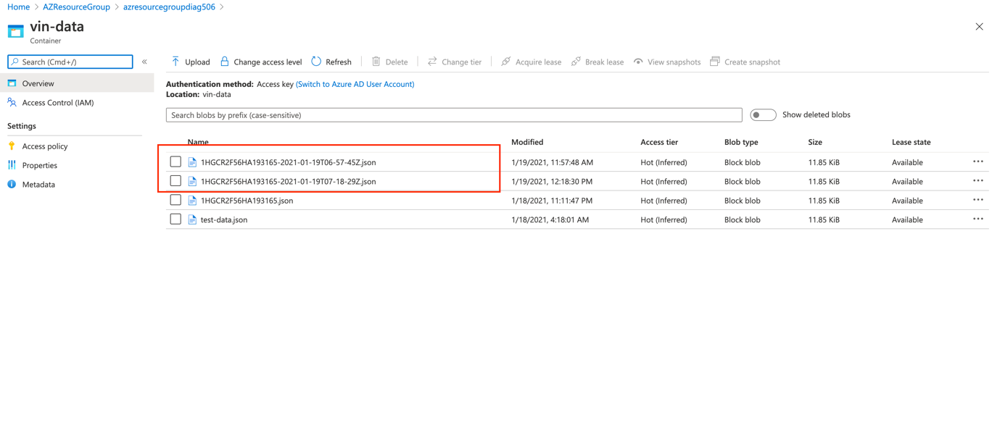 Home > AZResourceGroup > azresourcegroupdiag506 >
vin-data
Container
Search (Cmd+/)
«
Upload Change access level Refresh Delete Change tier Acquire lease Break lease View snapshots Create snapshot
Overview
Access Control (IAM)
Settings
Access policy
Properties
Metadata
Authentication method: Access key (Switch to Azure AD User Account)
Location: vin-data
Search blobs by prefix (case-sensitive) Show deleted blobs
Name Modified Access tier Blob type Size Lease state
1HGCR2F56HA193165-2021-01-19T06-57-45Z.json 1/19/2021, 11:57:48 AM Hot (Inferred) Block blob 11.85 KiB Available
1HGCR2F56HA193165-2021-01-19T07-18-29Z.json 1/19/2021, 12:18:30 PM Hot (Inferred) Block blob 11.85 KiB Available
1HGCR2F56HA193165.json 1/18/2021, 11:11:47 PM Hot (Inferred) Block blob 11.85 KiB Available
test-data.json 1/18/2021, 4:18:01 AM Hot (Inferred) Block blob 11.85 KiB Available